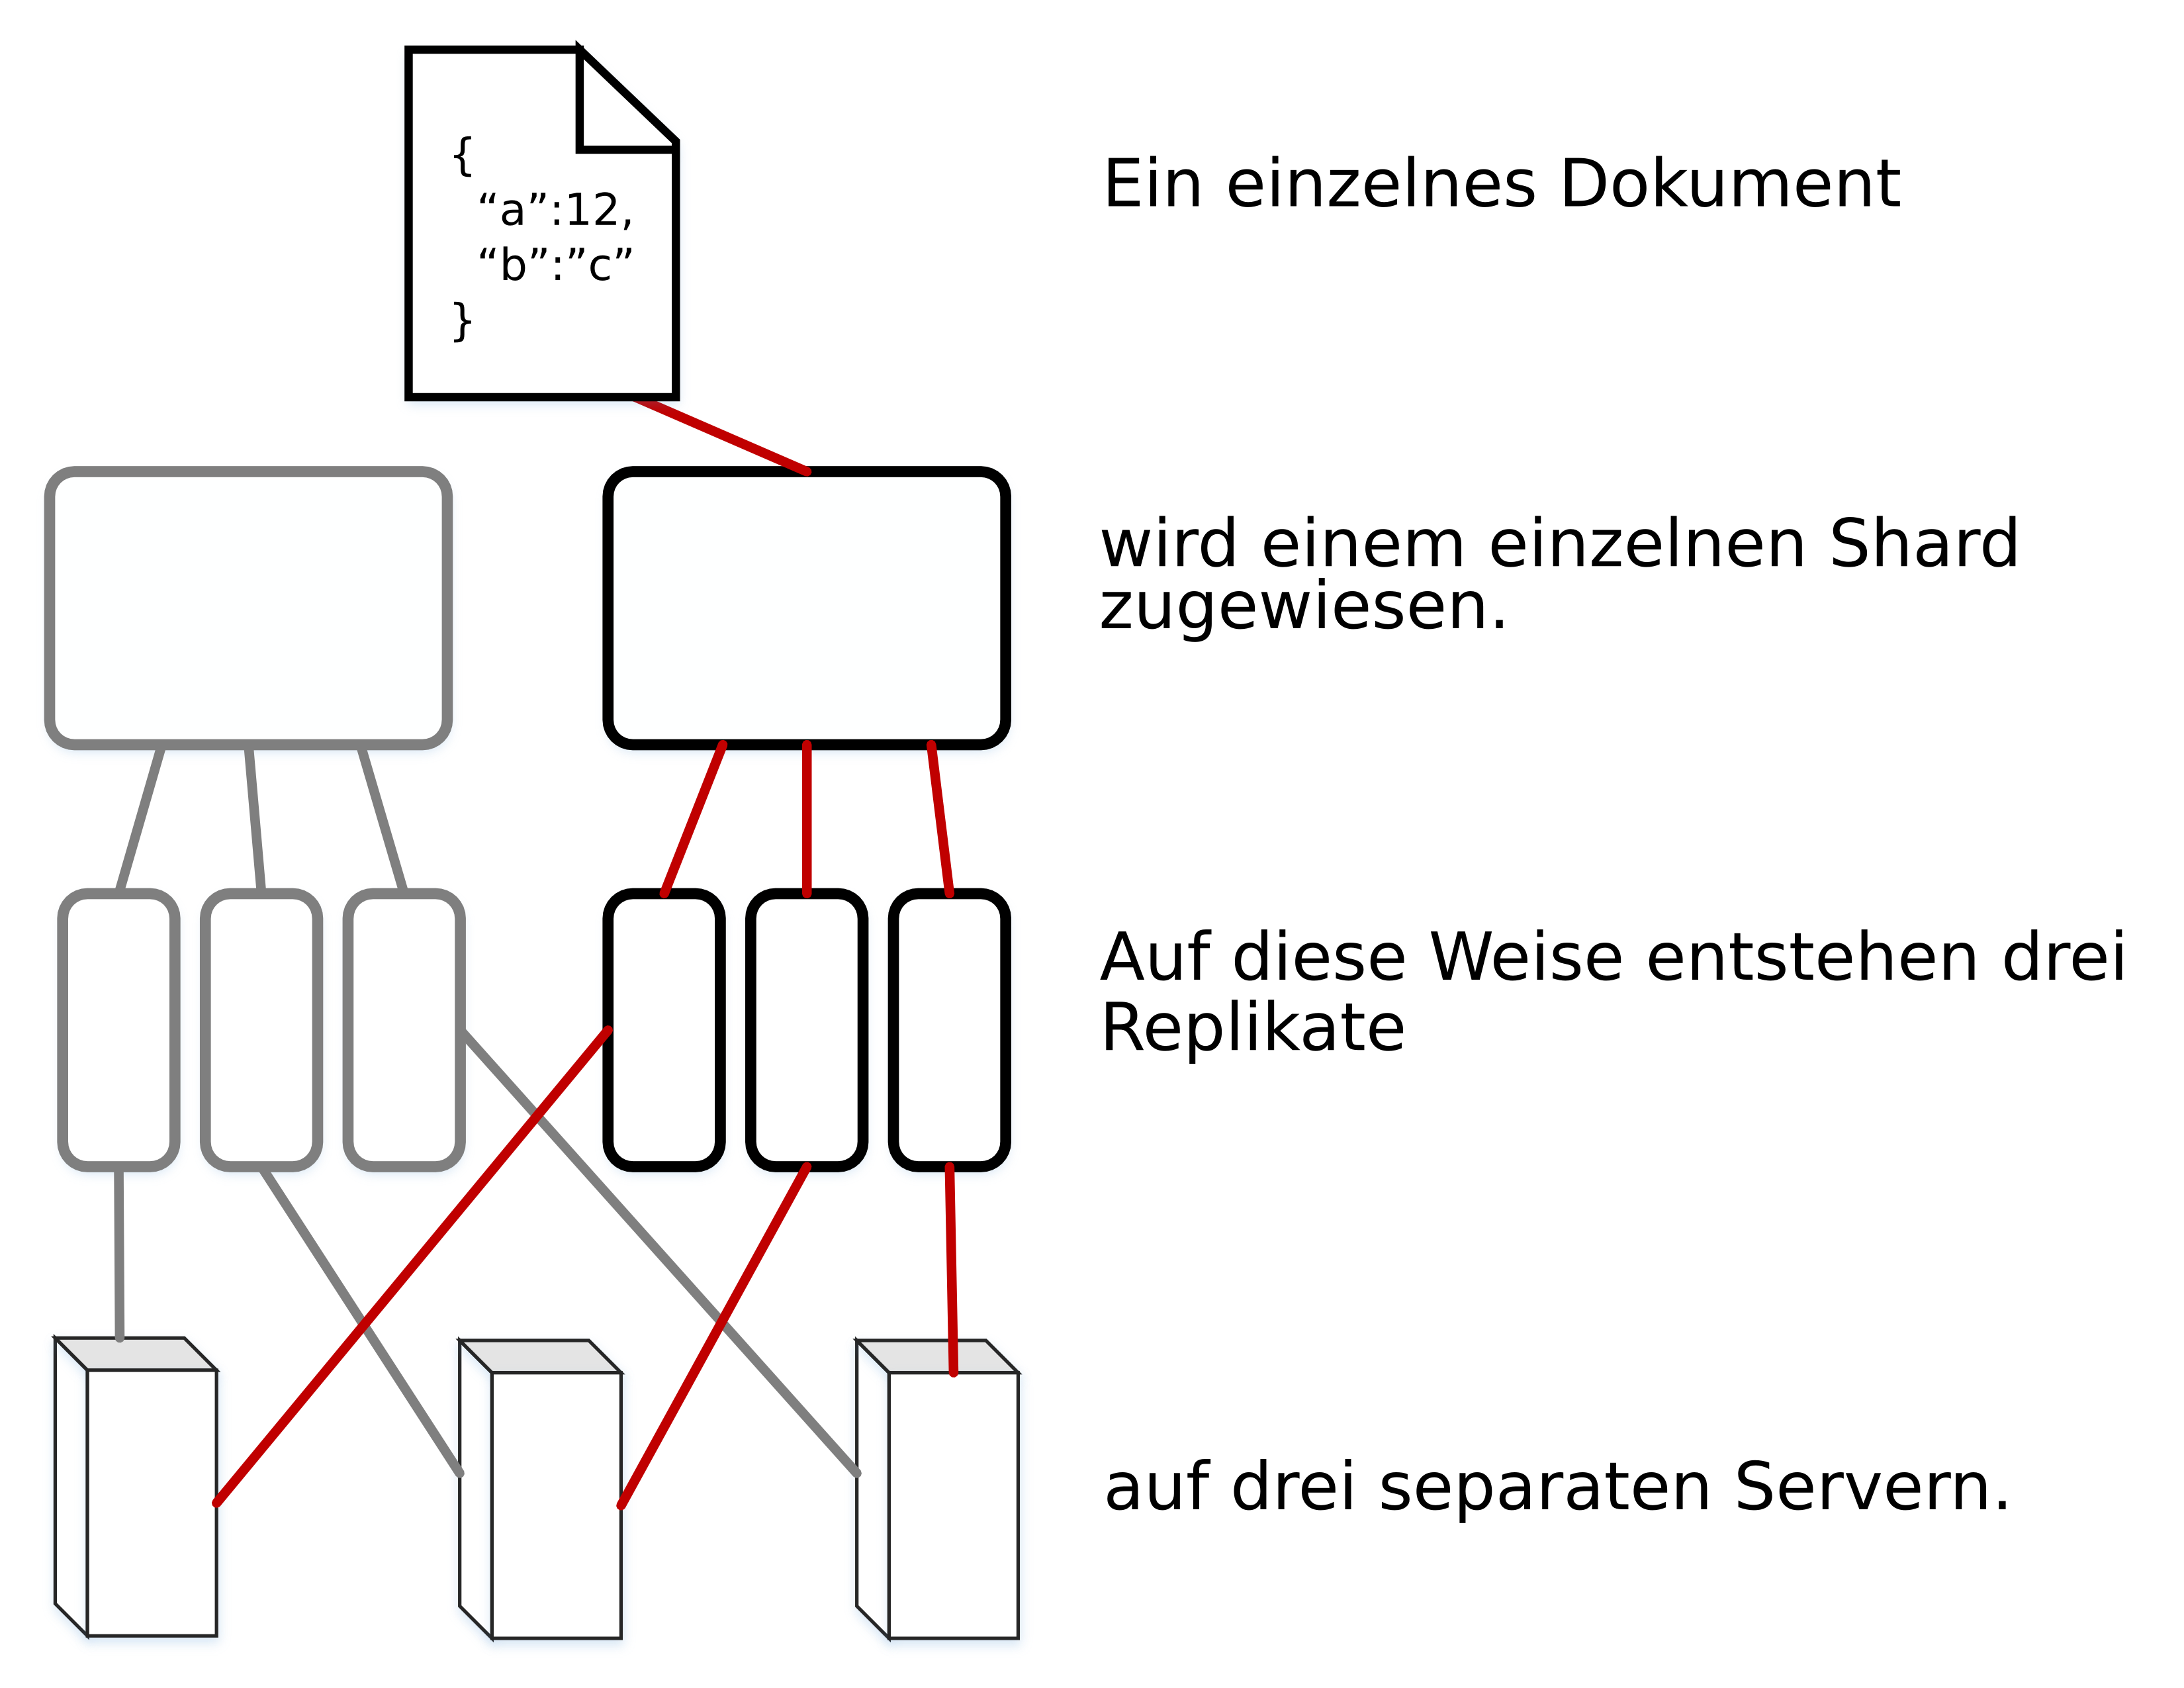 {
“a”:12,
“b”:”c”
}
Ein einzelnes Dokument
wird einem einzelnen Shard
zugewiesen.
Auf diese Weise entstehen drei
Replikate
auf drei separaten Servern.